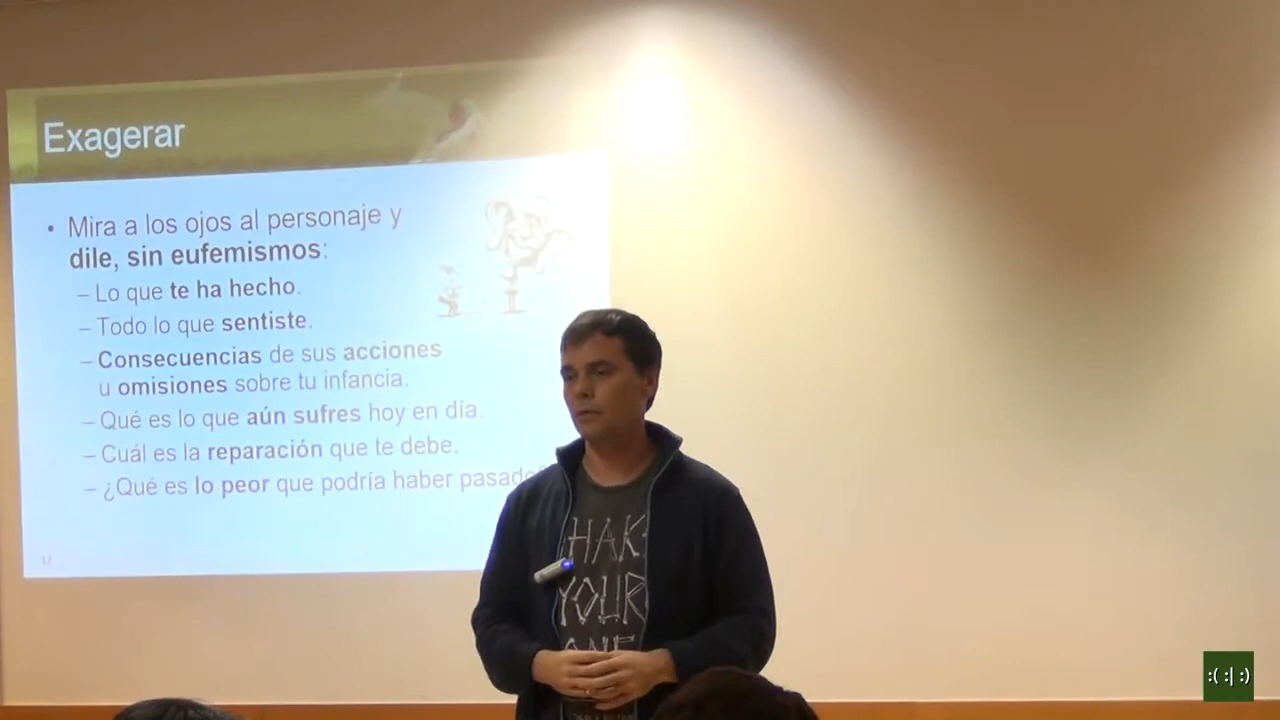 Exagerar
• Mira a los ojos al personaje y
dile, sin eufemismos:
– Lo que te ha hecho.
– Todo lo que sentiste.
– Consecuencias de sus acciones
u omisiones sobre tu infancia.
– Qué es lo que aún sufres hoy en día.
– Cuál es la reparación que te debe.
– ¿Qué es lo peor que podría haber pasado?
HAK
YOUR
:( :| :)